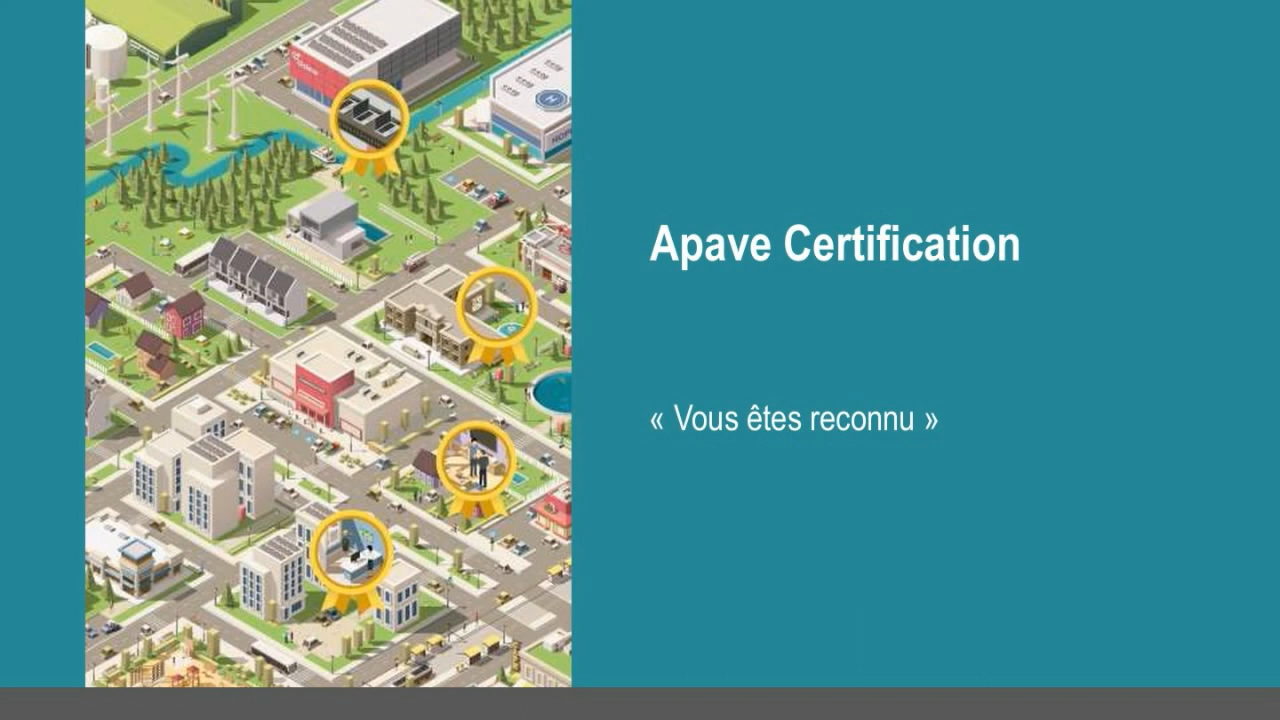 Apave Certification
« Vous êtes reconnu »
H